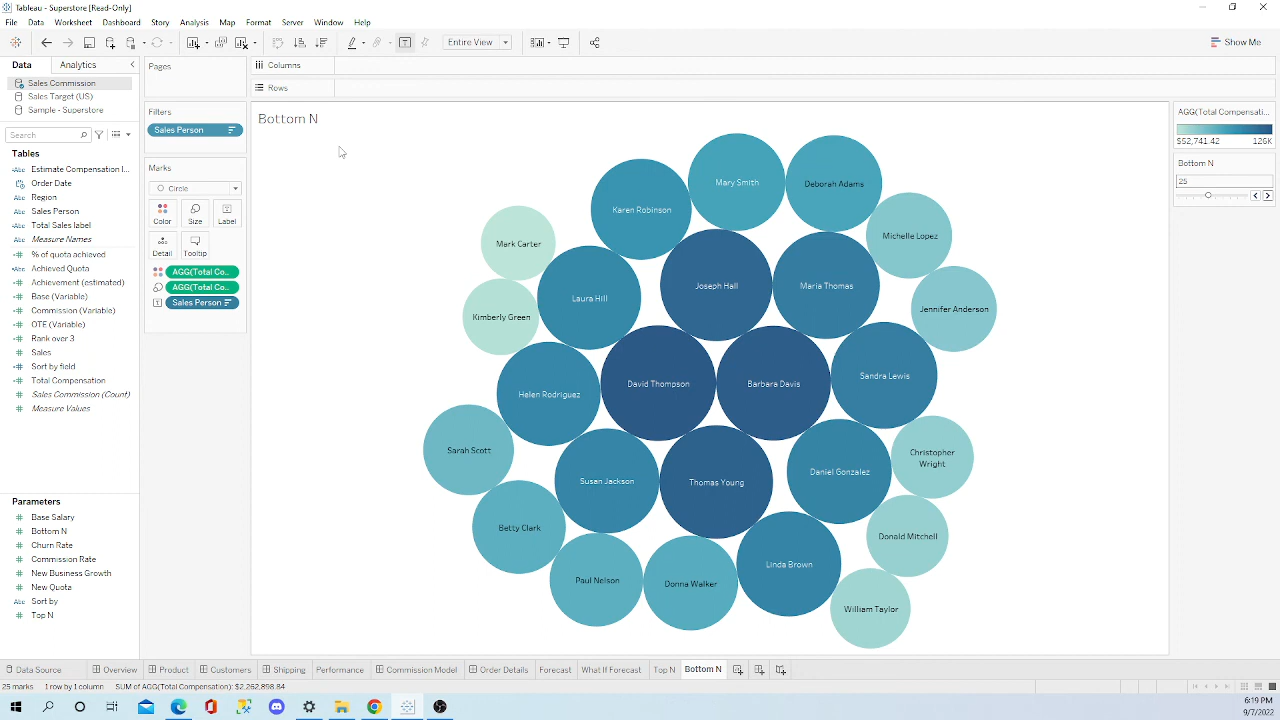 Tableau - Superstore [Read-Only]
File Data Worksheet Dashboard Story Analysis Map Format Server Window Help
Entire View
Show Me
Data Analytics
Sales Commission
Sales Target (US)
Sample - Superstore
Search
Tables
Abc Estimate Compensation l...
Order Date
Abc Region
Abc Sales Person
Abc Total Sales label
Abc Measure Names
% of quota achieved
Achieved Quota
Achievement (estimated)
Base (Variable)
Commission (Variable)
OTE (Variable)
Rank over 3
Sales
Sort by field
Total Compensation
Sales Commission (Count)
Measure Values
Parameters
Base Salary
Bottom N
Churn Rate
Commission Rate
New Business Growth
New Quota
Abc Sort by
Top N
Pages
Filters
Sales Person
Marks
Circle
Color Size Label
Detail Tooltip
AGG(Total Co..
AGG(Total Co..
Sales Person
Columns
Rows
Bottom N
Mary Smith
Deborah Adams
Karen Robinson
Michelle Lopez
Mark Carter
Joseph Hall
Maria Thomas
Laura Hill
Jennifer Anderson
Kimberly Green
Sandra Lewis
David Thompson
Barbara Davis
Helen Rodriguez
Sarah Scott
Christopher
Wright
Daniel Gonzalez
Susan Jackson
Thomas Young
Betty Clark
Donald Mitchell
Linda Brown
Paul Nelson
Donna Walker
William Taylor
AGG(Total Compensati...
$52,741.42 126K
Bottom N
25
Data Source Overview Product Customers Shipping Performance Commission Model Order Details Forecast What If Forecast Top N Bottom N
25 marks 1 row by 1 column
6:19 PM
9/7/2022